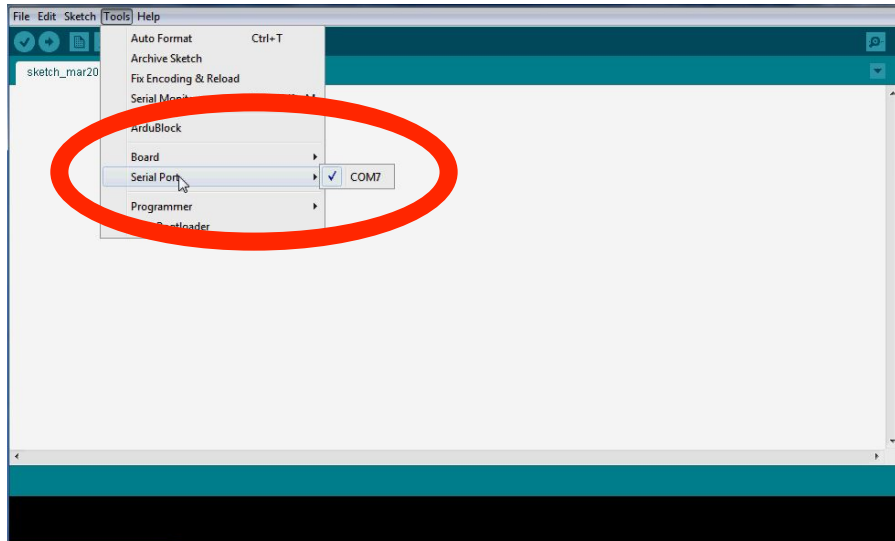 File Edit Sketch Tools Help
Auto Format Ctrl+T
Archive Sketch
sketch_mar20
Fix Encoding & Reload
Serial
ArduBlock
Board
Serial Port
COM7
Programmer